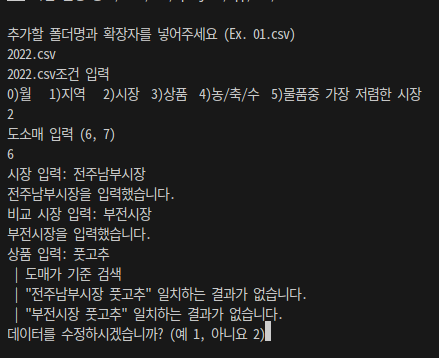 추가할 폴더명과 확장자를 넣어주세요 (Ex. 01.csv)
2022.csv
2022.csv조건 입력
0)월 1)지역 2)시장 3)상품 4)농/축/수 5)물품중 가장 저렴한 시장
2
도소매 입력 (6, 7)
6
시장 입력: 전주남부시장
전주남부시장을 입력했습니다.
비교 시장 입력: 부전시장
부전시장을 입력했습니다.
상품 입력: 풋고추
| 도매가 기준 검색
| "전주남부시장 풋고추" 일치하는 결과가 없습니다.
| "부전시장 풋고추" 일치하는 결과가 없습니다.
데이터를 수정하시겠니까? (예 1, 아니요 2)